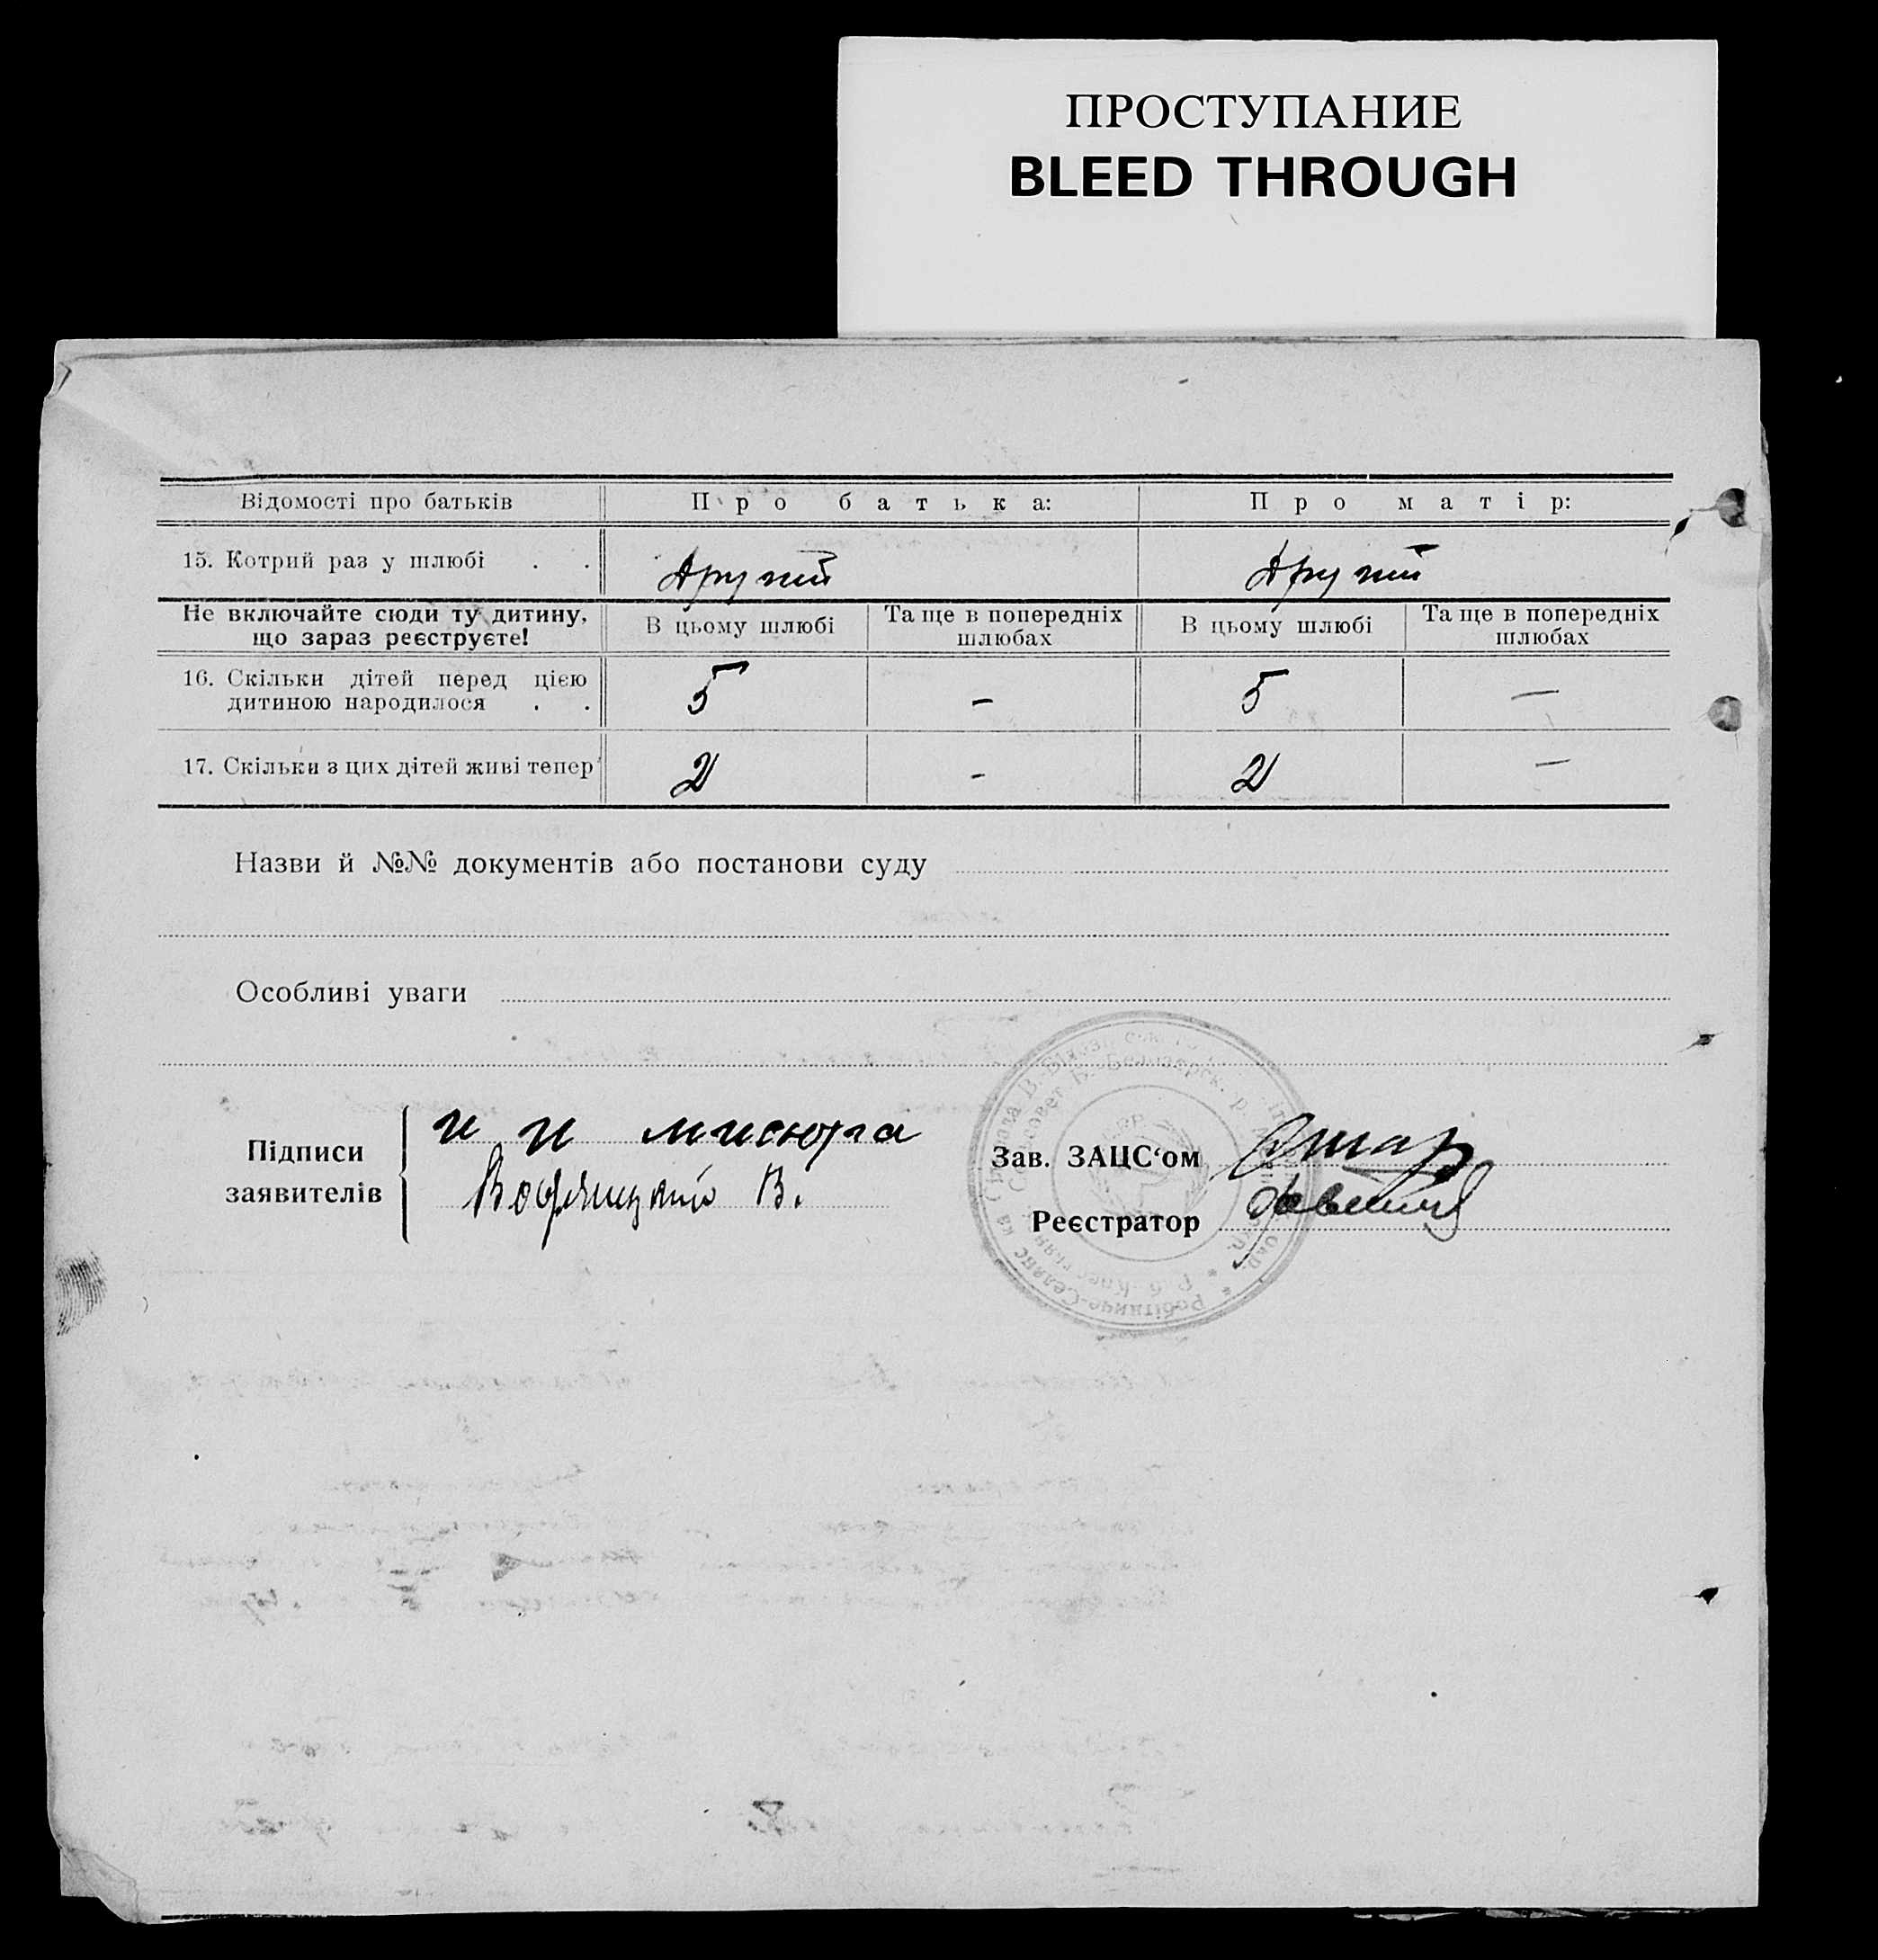 ПРОСТУПАНИЕ
BLEED THROUGH
Відомості про батьків Про батька: Про матір:
15. Котрий раз у шлюбі . . Другий Другий
Не включайте сюди ту дитину, що зараз реєструєте! В цьому шлюбі Та ще в попередніх шлюбах В цьому шлюбі Та ще в попередніх шлюбах
16. Скільки дітей перед цією
дитиною народилося . . 5 - 5 —
17. Скільки з цих дітей живі тепер 2 - 2 —
Назви й №№ документів або постанови суду
Особливі уваги
Підписи заявителів
и и мисюра
В.
Зав. ЗАЦС‘ом
Реєстратор
Робітниче-Селянс